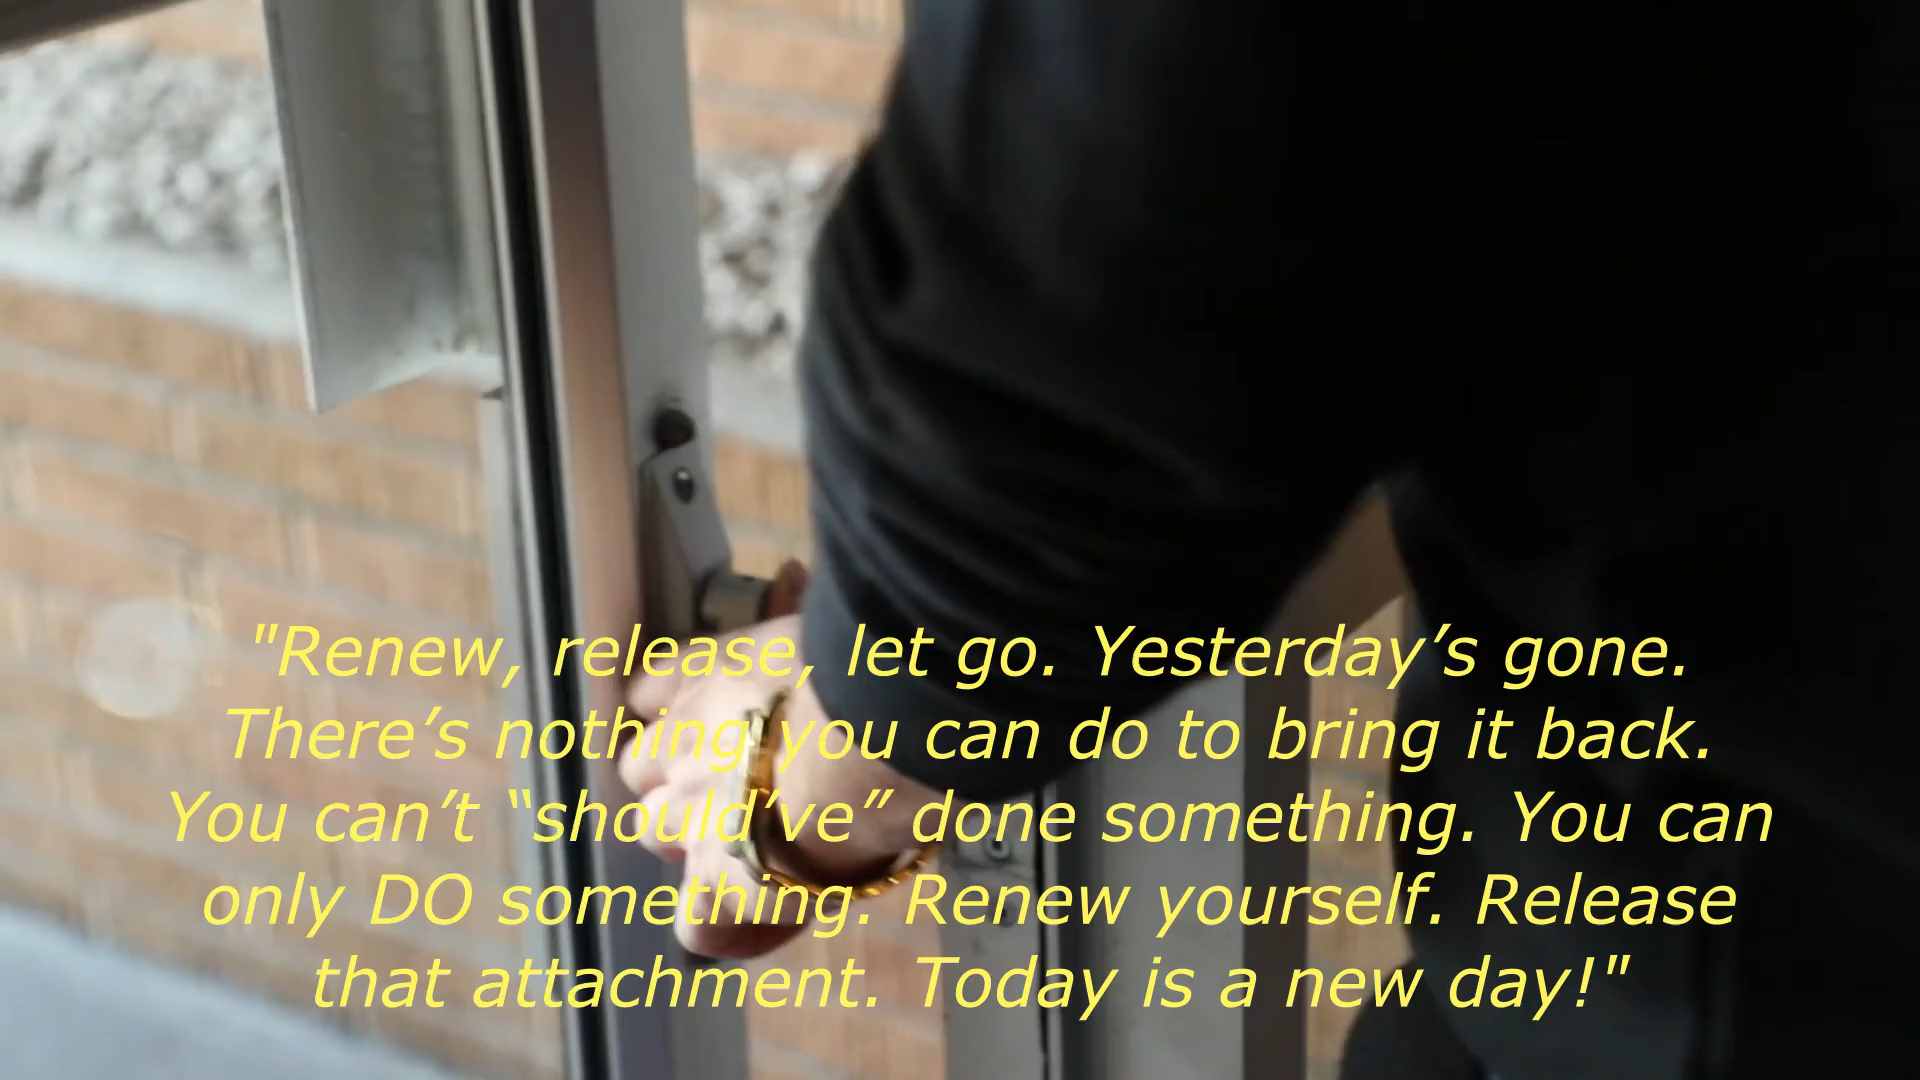 "Renew, release, let go. Yesterday’s gone.
There’s nothing you can do to bring it back.
You can’t “should’ve” done something. You can
only DO something. Renew yourself. Release
that attachment. Today is a new day!"